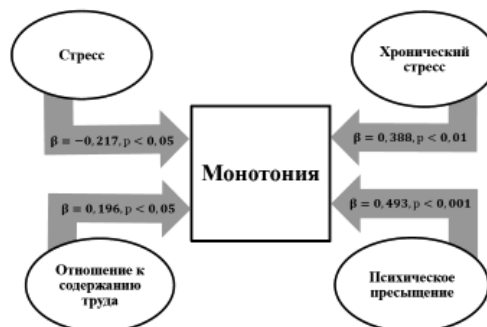 Стресс
Хронический
стресс
β = −0,217, p < 0,05
β = 0,388, p < 0,01
Монотония
β = 0,196, p < 0,05
β = 0,493, p < 0,001
Отношение к
содержанию
труда
Психическое
пресыщение